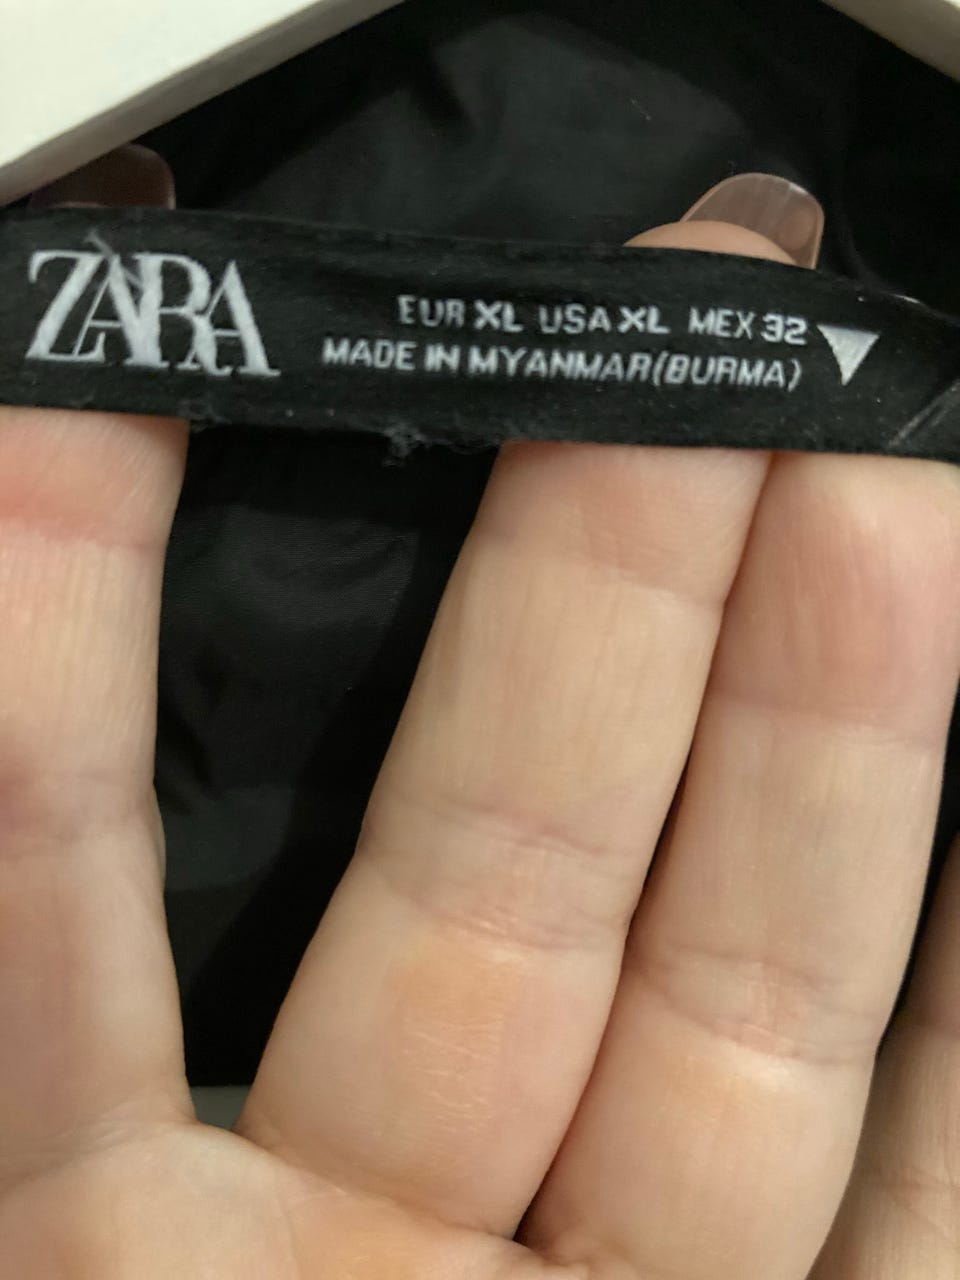 ZARA
EUR XL USA XL MEX 32
MADE IN MYANMAR(BURMA)